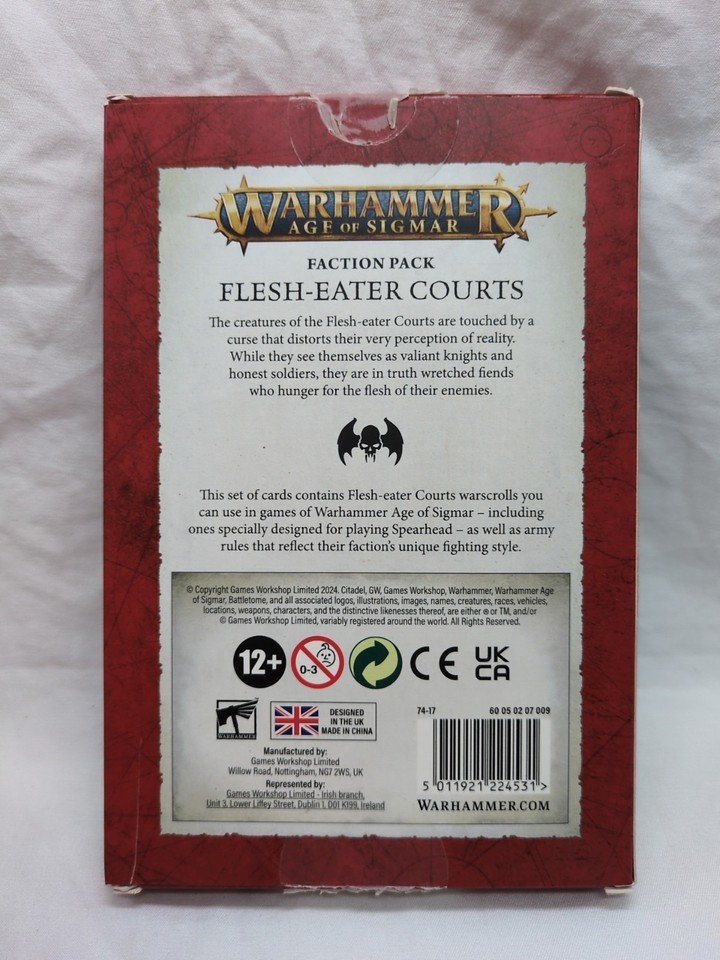 WARHAMMER
AGE OF SIGMAR
FACTION PACK
FLESH-EATER COURTS
The creatures of the Flesh-eater Courts are touched by a
curse that distorts their very perception of reality.
While they see themselves as valiant knights and
honest soldiers, they are in truth wretched fiends
who hunger for the flesh of their enemies.
This set of cards contains Flesh-eater Courts warscrolls you
can use in games of Warhammer Age of Sigmar – including
ones specially designed for playing Spearhead – as well as army
rules that reflect their faction's unique fighting style.
© Copyright Games Workshop Limited 2024. Citadel, GW, Games Workshop, Warhammer, Warhammer Age
of Sigmar, Battletome, and all associated logos, illustrations, images, names, creatures, races, vehicles,
locations, weapons, characters, and the distinctive likenesses thereof, are either ® or TM, and/or
© Games Workshop Limited, variably registered around the world. All Rights Reserved.
12+
0-3
CE
UK
CA
WARHAMMER
DESIGNED
IN THE UK
MADE IN CHINA
74-17 60 05 02 07 009
Manufactured by:
Games Workshop Limited
Willow Road, Nottingham, NG7 2WS, UK
Represented by:
Games Workshop Limited - Irish branch,
Unit 3, Lower Liffey Street, Dublin 1, D01 K199, Ireland
5 011921 224531 >
WARHAMMER.COM